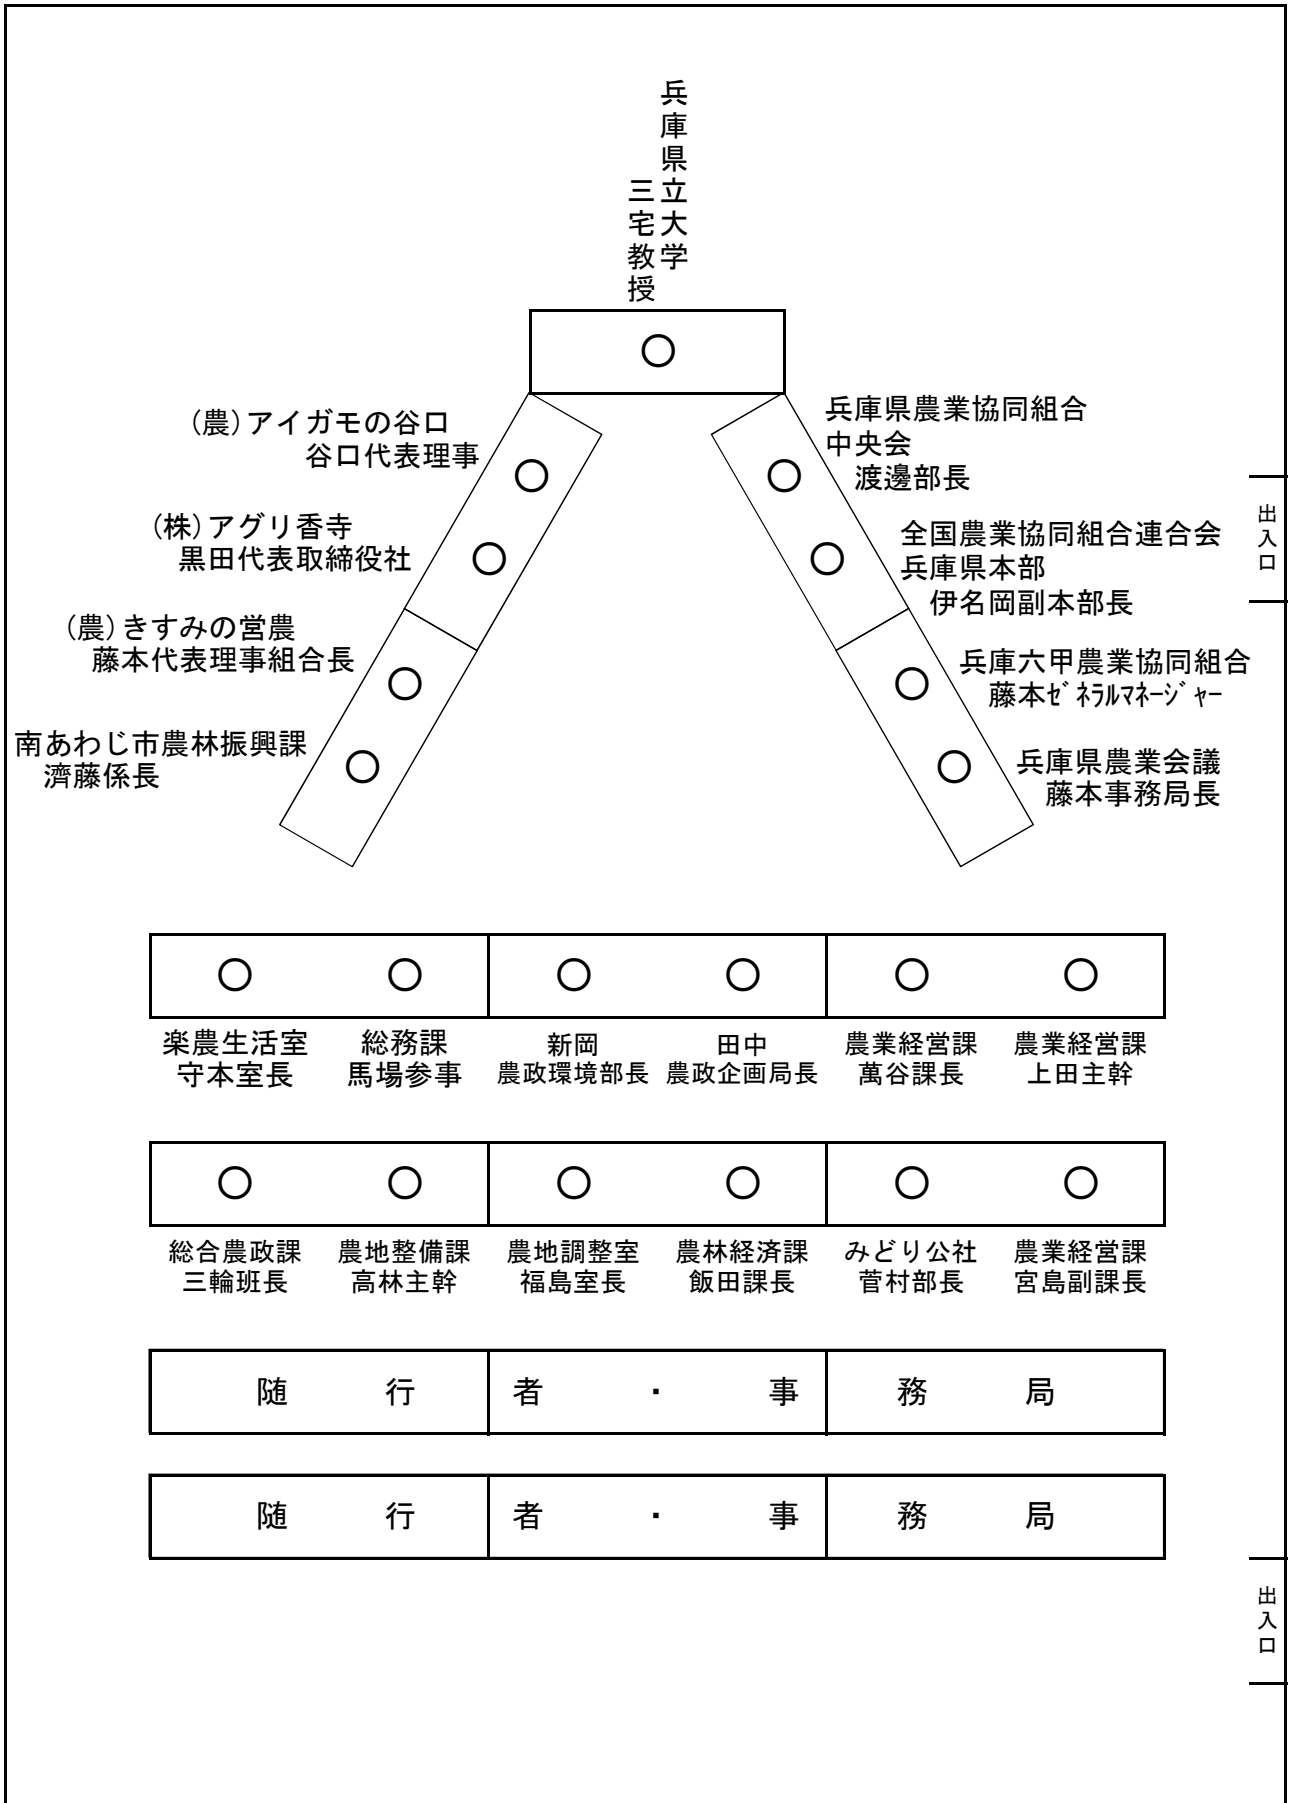 兵庫県立大学
三宅教授
(農)アイガモの谷口
谷口代表理事
(株)アグリ香寺
黒田代表取締役社
(農)きすみの営農
藤本代表理事組合長
南あわじ市農林振興課
濟藤係長
兵庫県農業協同組合
中央会
渡邊部長
全国農業協同組合連合会
兵庫県本部
伊名岡副本部長
兵庫六甲農業協同組合
藤本ｾﾞﾈﾗﾙﾏﾈｰｼﾞｬｰ
兵庫県農業会議
藤本事務局長
出入口
楽農生活室
守本室長
総務課
馬場参事
新岡
農政環境部長
田中
農政企画局長
農業経営課
萬谷課長
農業経営課
上田主幹
総合農政課
三輪班長
農地整備課
高林主幹
農地調整室
福島室長
農林経済課
飯田課長
みどり公社
菅村部長
農業経営課
宮島副課長
随行者・事務局
随行者・事務局
出入口